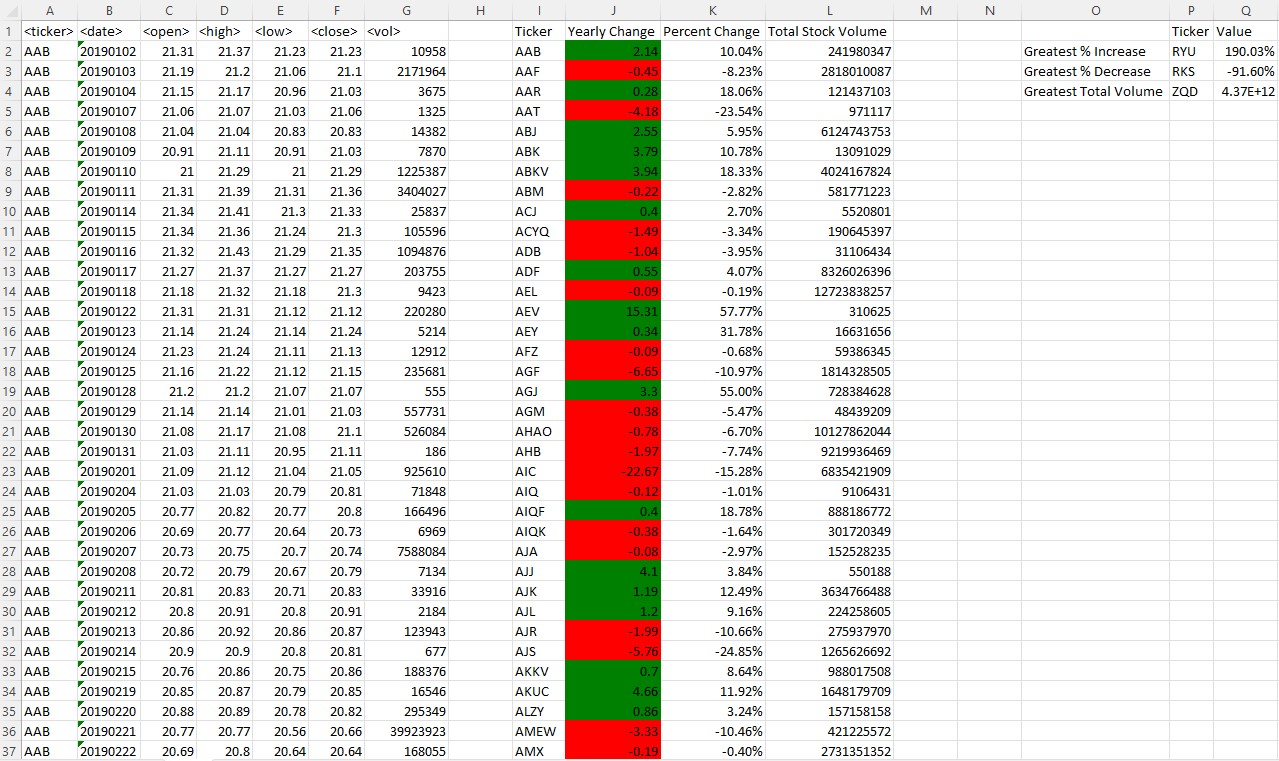 A B C D E F G H I J K L M N O P Q
1 <ticker> <date> <open> <high> <low> <close> <vol> Ticker Yearly Change Percent Change Total Stock Volume Ticker Value
2 AAB 20190102 21.31 21.37 21.23 21.23 10958 AAB 2.14 10.04% 241980347 Greatest % Increase RYU 190.03%
3 AAB 20190103 21.19 21.2 21.06 21.1 2171964 AAF -0.45 -8.23% 2818010087 Greatest % Decrease RKS -91.60%
4 AAB 20190104 21.15 21.17 20.96 21.03 3675 AAR 0.28 18.06% 121437103 Greatest Total Volume ZQD 4.37E+12
5 AAB 20190107 21.06 21.07 21.03 21.06 1325 AAT -4.18 -23.54% 971117
6 AAB 20190108 21.04 21.04 20.83 20.83 14382 ABJ 2.55 5.95% 6124743753
7 AAB 20190109 20.91 21.11 20.91 21.03 7870 ABK 3.79 10.78% 13091029
8 AAB 20190110 21 21.29 21 21.29 1225387 ABKV 3.94 18.33% 4024167824
9 AAB 20190111 21.31 21.39 21.31 21.36 3404027 ABM -0.22 -2.82% 581771223
10 AAB 20190114 21.34 21.41 21.3 21.33 25837 ACJ 0.4 2.70% 5520801
11 AAB 20190115 21.34 21.36 21.24 21.3 105596 ACYQ -1.49 -3.34% 190645397
12 AAB 20190116 21.32 21.43 21.29 21.35 1094876 ADB -1.04 -3.95% 31106434
13 AAB 20190117 21.27 21.37 21.27 21.27 203755 ADF 0.55 4.07% 8326026396
14 AAB 20190118 21.18 21.32 21.18 21.3 9423 AEL -0.09 -0.19% 12723838257
15 AAB 20190122 21.31 21.31 21.12 21.12 220280 AEV 15.31 57.77% 310625
16 AAB 20190123 21.14 21.24 21.14 21.24 5214 AEY 0.34 31.78% 16631656
17 AAB 20190124 21.23 21.24 21.11 21.13 12912 AFZ -0.09 -0.68% 59386345
18 AAB 20190125 21.16 21.22 21.12 21.15 235681 AGF -6.65 -10.97% 1814328505
19 AAB 20190128 21.2 21.2 21.07 21.07 555 AGJ 3.3 55.00% 728384628
20 AAB 20190129 21.14 21.14 21.01 21.03 557731 AGM -0.38 -5.47% 48439209
21 AAB 20190130 21.08 21.17 21.08 21.1 526084 AHAO -0.78 -6.70% 10127862044
22 AAB 20190131 21.03 21.11 20.95 21.11 186 AHB -1.97 -7.74% 9219936469
23 AAB 20190201 21.09 21.12 21.04 21.05 925610 AIC -22.67 -15.28% 6835421909
24 AAB 20190204 21.03 21.03 20.79 20.81 71848 AIQ -0.12 -1.01% 9106431
25 AAB 20190205 20.77 20.82 20.77 20.8 166496 AIQF 0.4 18.78% 888186772
26 AAB 20190206 20.69 20.77 20.64 20.73 6969 AIQK -0.38 -1.64% 301720349
27 AAB 20190207 20.73 20.75 20.7 20.74 7588084 AJA -0.08 -2.97% 152528235
28 AAB 20190208 20.72 20.79 20.67 20.79 7134 AJJ 4.1 3.84% 550188
29 AAB 20190211 20.81 20.83 20.71 20.83 33916 AJK 1.19 12.49% 3634766488
30 AAB 20190212 20.8 20.91 20.8 20.91 2184 AJL 1.2 9.16% 224258605
31 AAB 20190213 20.86 20.92 20.86 20.87 123943 AJR -1.99 -10.66% 275937970
32 AAB 20190214 20.9 20.9 20.8 20.81 677 AJS -5.76 -24.85% 1265626692
33 AAB 20190215 20.76 20.86 20.75 20.86 188376 AKKV 0.7 8.64% 988017508
34 AAB 20190219 20.85 20.87 20.79 20.85 16546 AKUC 4.66 11.92% 1648179709
35 AAB 20190220 20.88 20.89 20.78 20.82 295349 ALZY 0.86 3.24% 157158158
36 AAB 20190221 20.77 20.77 20.56 20.66 39923923 AMEW -3.33 -10.46% 421225572
37 AAB 20190222 20.69 20.8 20.64 20.64 168055 AMX -0.19 -0.40% 2731351352